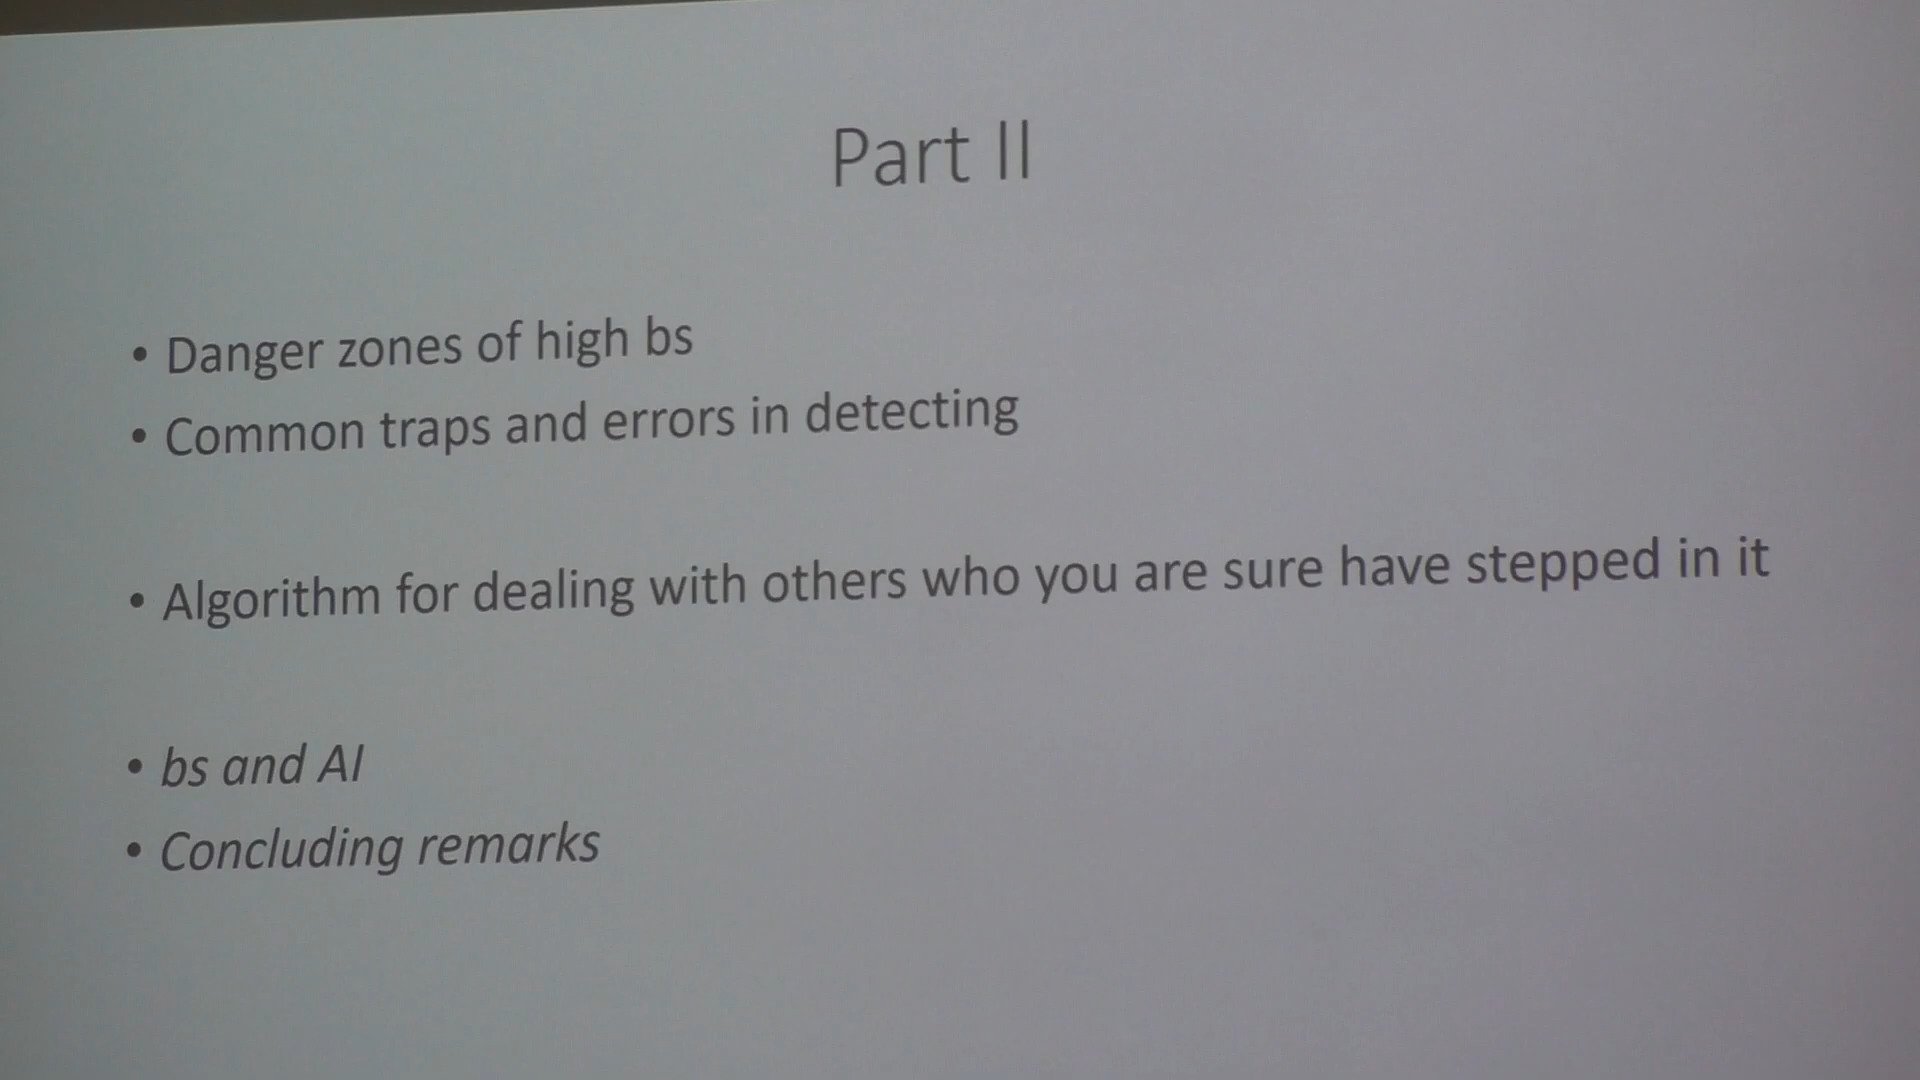 Part II
• Danger zones of high bs
• Common traps and errors in detecting
• Algorithm for dealing with others who you are sure have stepped in it
• bs and AI
• Concluding remarks